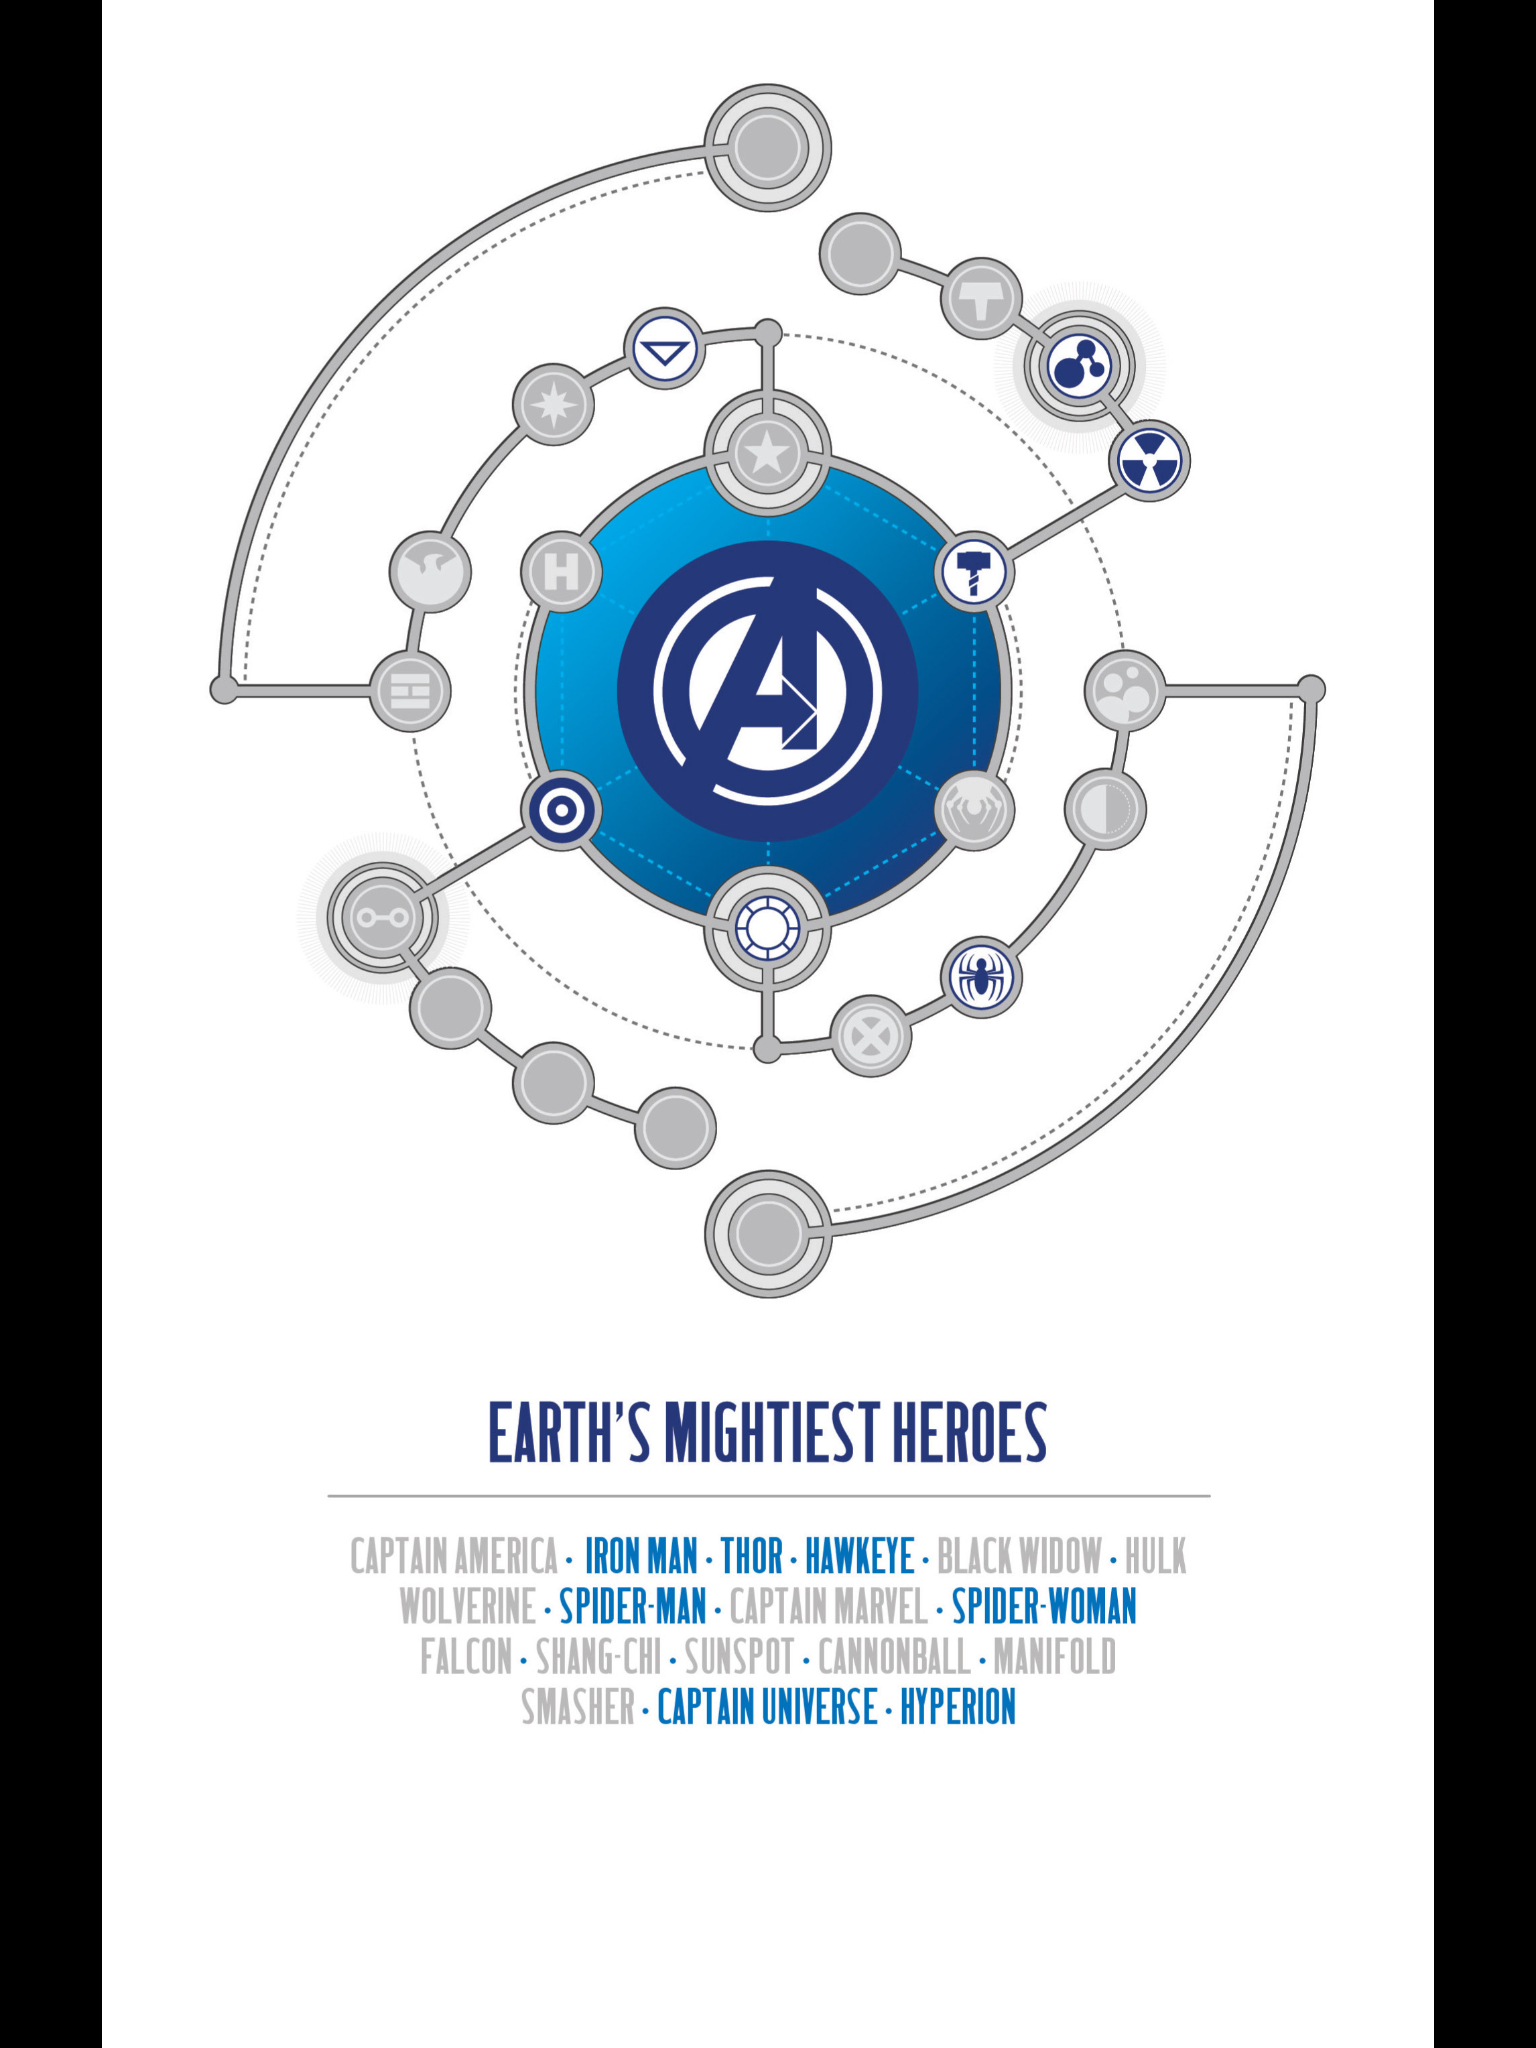 H
EARTH'S MIGHTIEST HEROES
CAPTAIN AMERICA • IRON MAN • THOR • HAWKEYE • BLACK WIDOW • HULK
WOLVERINE • SPIDER-MAN • CAPTAIN MARVEL • SPIDER-WOMAN
FALCON • SHANG-CHI • SUNSPOT • CANNONBALL • MANIFOLD
SMASHER • CAPTAIN UNIVERSE • HYPERION